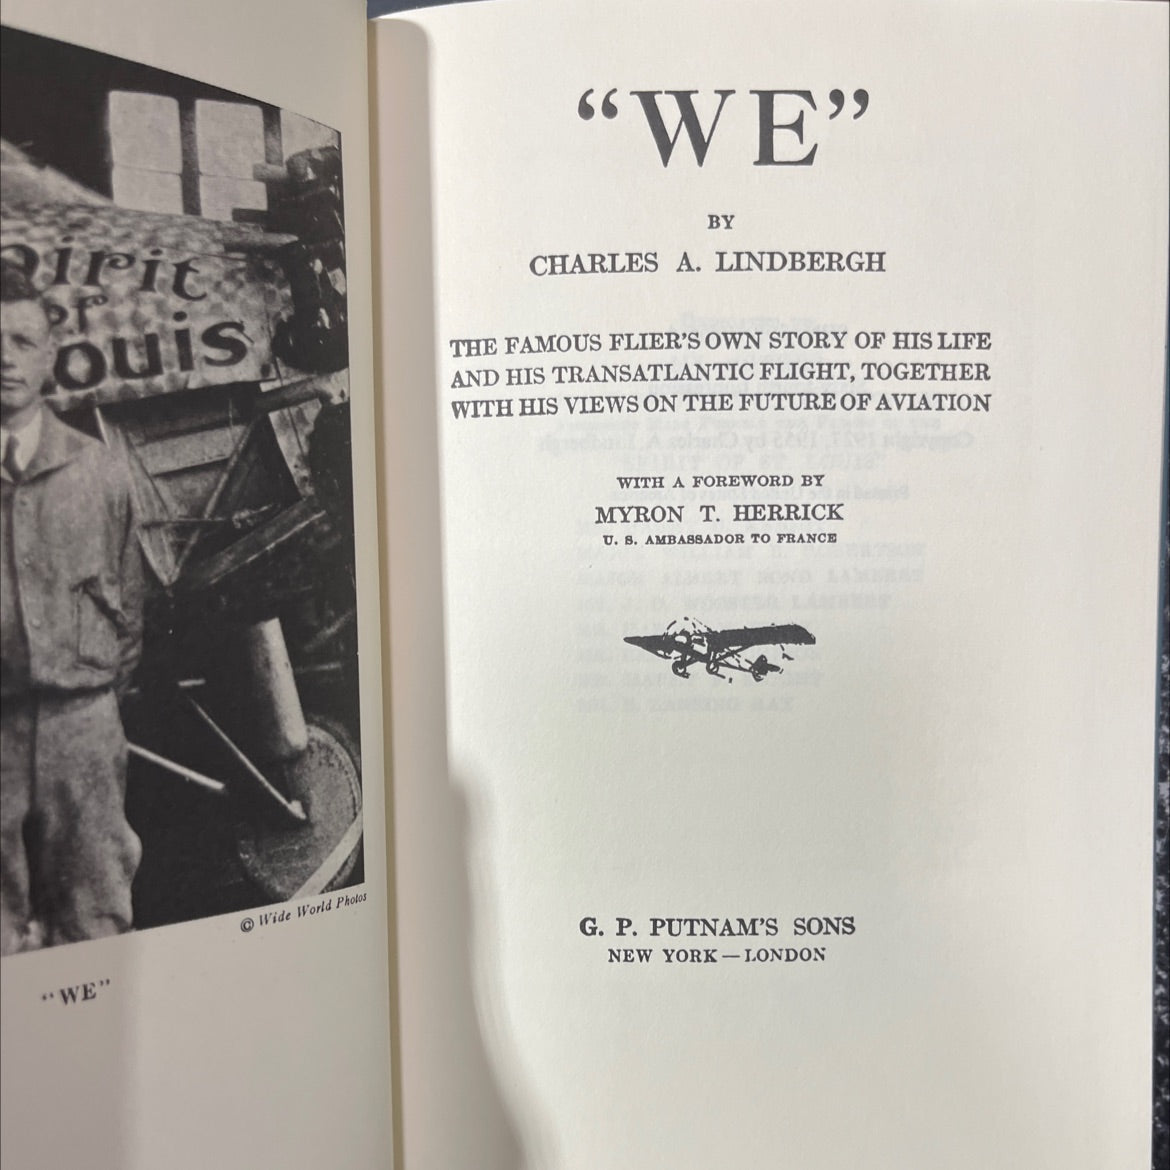 pirit
of
ouis
© Wide World Photos
"WE"
“WE”
BY
CHARLES A. LINDBERGH
THE FAMOUS FLIER'S OWN STORY OF HIS LIFE
AND HIS TRANSATLANTIC FLIGHT, TOGETHER
WITH HIS VIEWS ON THE FUTURE OF AVIATION
WITH A FOREWORD BY
MYRON T. HERRICK
U. S. AMBASSADOR TO FRANCE
G. P. PUTNAM'S SONS
NEW YORK — LONDON